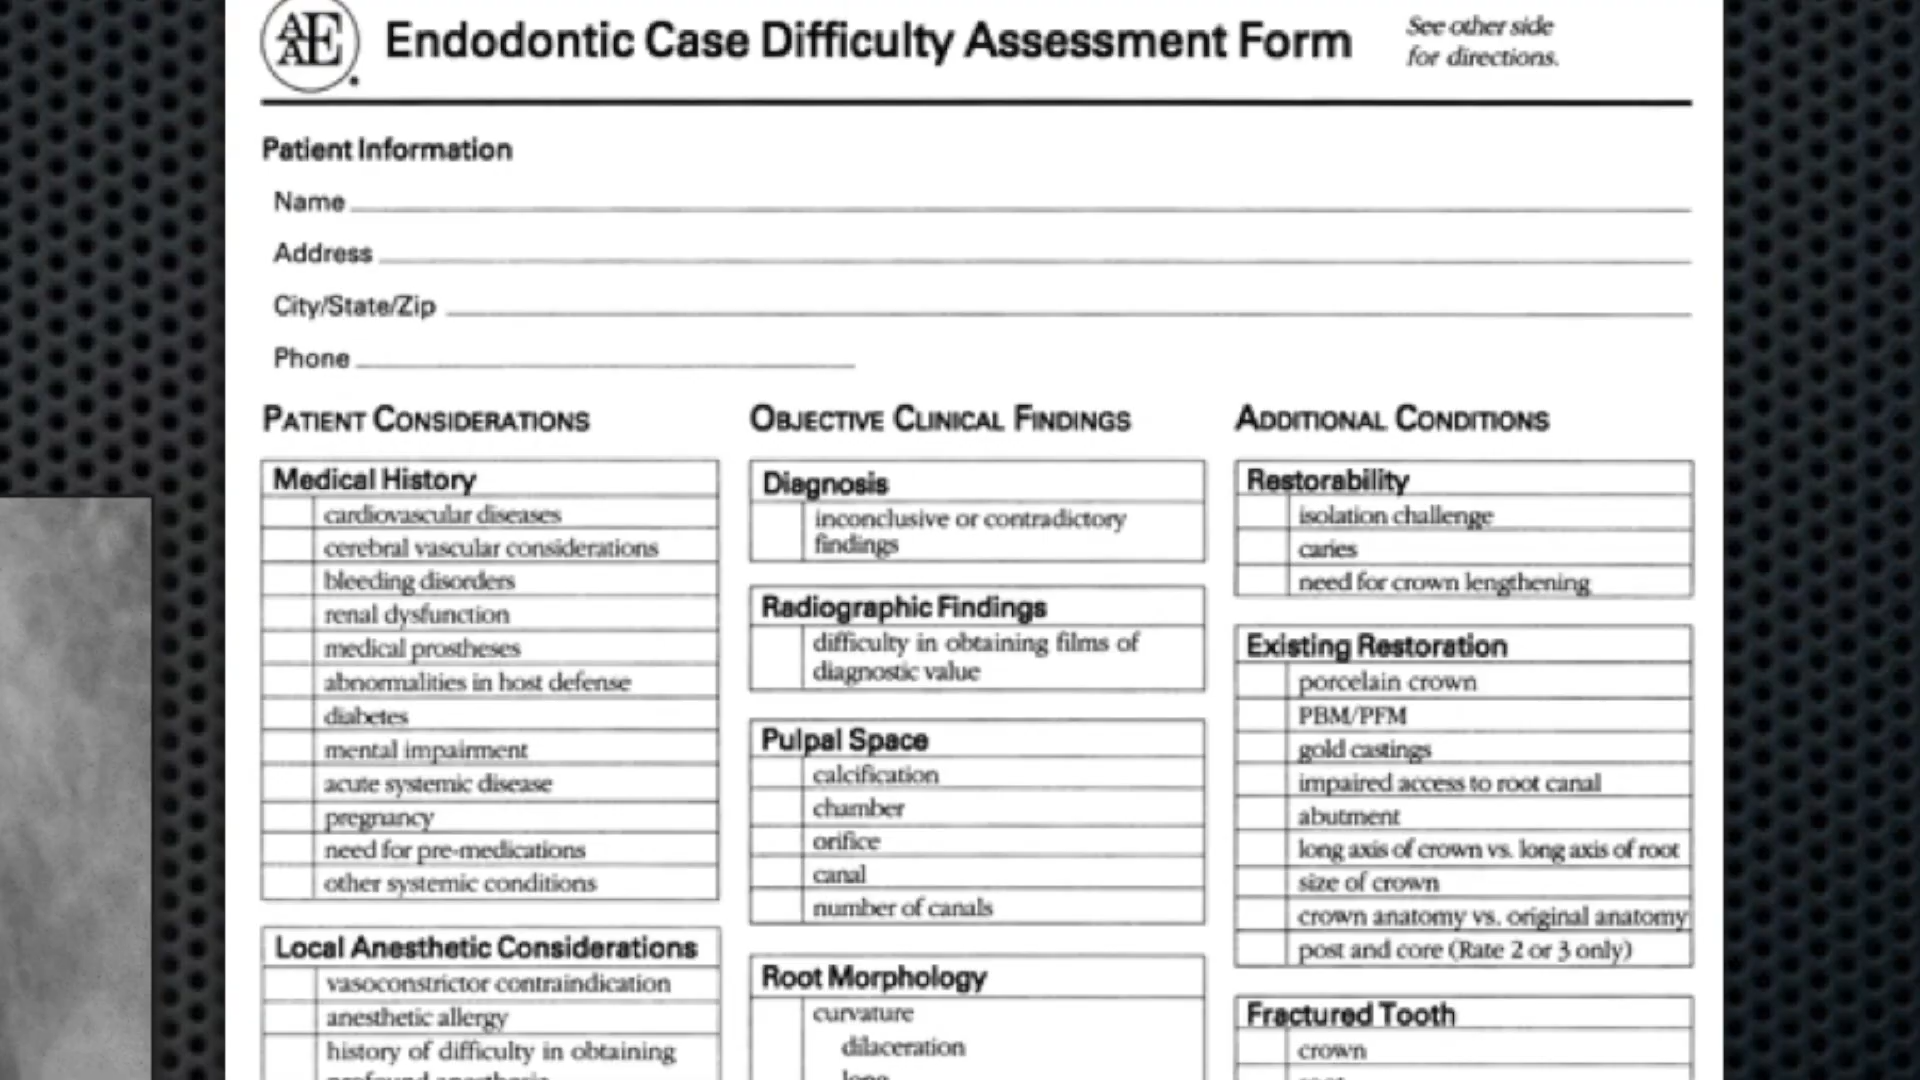 AAE
Endodontic Case Difficulty Assessment Form
See other side
for directions.
Patient Information
Name
Address
City/State/Zip
Phone
PATIENT CONSIDERATIONS
Medical History
cardiovascular diseases
cerebral vascular considerations
bleeding disorders
renal dysfunction
medical prostheses
abnormalities in host defense
diabetes
mental impairment
acute systemic disease
pregnancy
need for pre-medications
other systemic conditions
Local Anesthetic Considerations
vasoconstrictor contraindication
anesthetic allergy
history of difficulty in obtaining
profound anesthesia
OBJECTIVE CLINICAL FINDINGS
Diagnosis
inconclusive or contradictory
findings
Radiographic Findings
difficulty in obtaining films of
diagnostic value
Pulpal Space
calcification
chamber
orifice
canal
number of canals
Root Morphology
curvature
dilaceration
long
ADDITIONAL CONDITIONS
Restorability
isolation challenge
caries
need for crown lengthening
Existing Restoration
porcelain crown
PBM/PFM
gold castings
impaired access to root canal
abutment
long axis of crown vs. long axis of root
size of crown
crown anatomy vs. original anatomy
post and core (Rate 2 or 3 only)
Fractured Tooth
crown